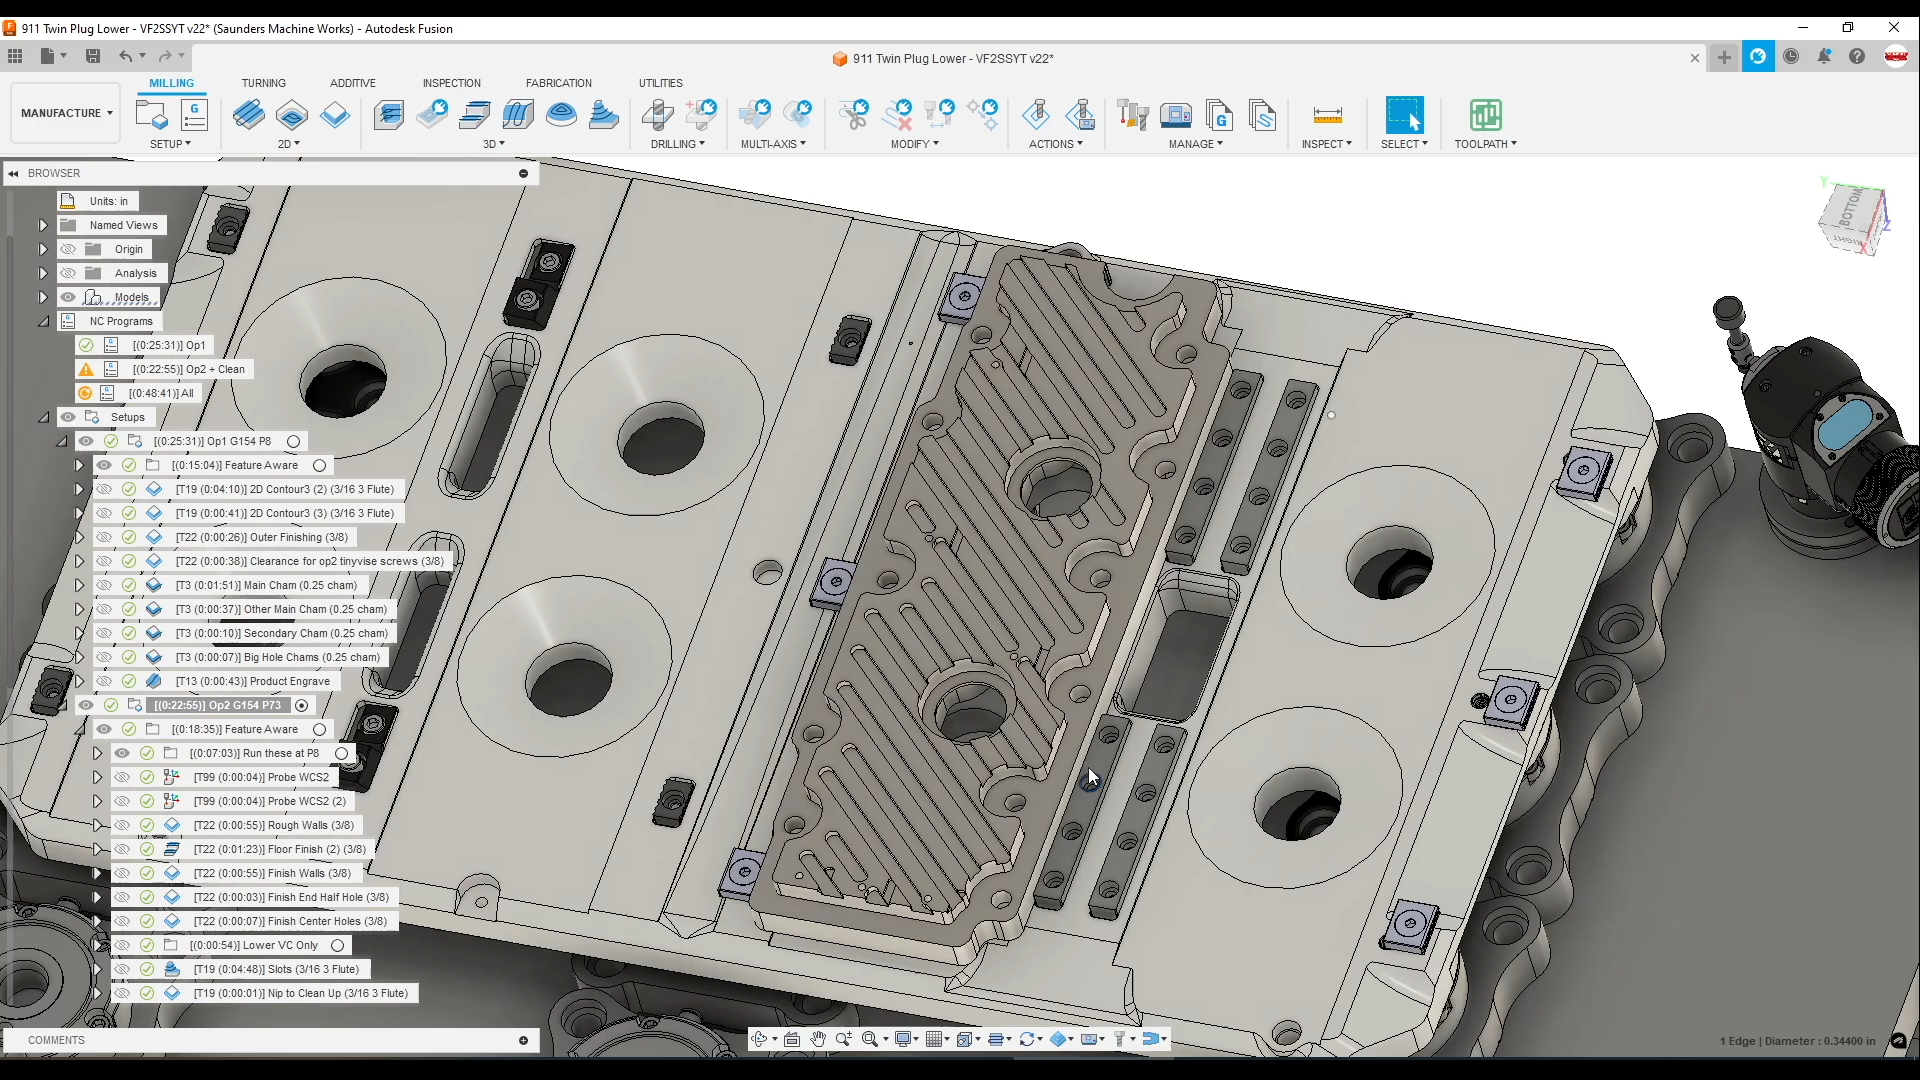 911 Twin Plug Lower - VF2SSYT v22* (Saunders Machine Works) - Autodesk Fusion
911 Twin Plug Lower - VF2SSYT v22*
MILLING TURNING ADDITIVE INSPECTION FABRICATION UTILITIES
MANUFACTURE
SETUP 2D 3D DRILLING MULTI-AXIS MODIFY ACTIONS MANAGE INSPECT SELECT TOOLPATH
BROWSER
Units: in
Named Views
Origin
Analysis
Models
NC Programs
[(0:25:31)] Op1
[(0:22:55)] Op2 + Clean
[(0:48:41)] All
Setups
[(0:25:31)] Op1 G154 P8
[(0:15:04)] Feature Aware
[T19 (0:04:10)] 2D Contour3 (2) (3/16 3 Flute)
[T19 (0:00:41)] 2D Contour3 (3) (3/16 3 Flute)
[T22 (0:00:26)] Outer Finishing (3/8)
[T22 (0:00:38)] Clearance for op2 tinyvise screws (3/8)
[T3 (0:01:51)] Main Cham (0.25 cham)
[T3 (0:00:37)] Other Main Cham (0.25 cham)
[T3 (0:00:10)] Secondary Cham (0.25 cham)
[T3 (0:00:07)] Big Hole Chams (0.25 cham)
[T13 (0:00:43)] Product Engrave
[(0:22:55)] Op2 G154 P73
[(0:18:35)] Feature Aware
[(0:07:03)] Run these at P8
[T99 (0:00:04)] Probe WCS2
[T99 (0:00:04)] Probe WCS2 (2)
[T22 (0:00:55)] Rough Walls (3/8)
[T22 (0:01:23)] Floor Finish (2) (3/8)
[T22 (0:00:55)] Finish Walls (3/8)
[T22 (0:00:03)] Finish End Half Hole (3/8)
[T22 (0:00:07)] Finish Center Holes (3/8)
[(0:00:54)] Lower VC Only
[T19 (0:04:48)] Slots (3/16 3 Flute)
[T19 (0:00:01)] Nip to Clean Up (3/16 3 Flute)
COMMENTS
Y
BOTTOM
RIGHT
Z
X
1 Edge | Diameter : 0.34400 in